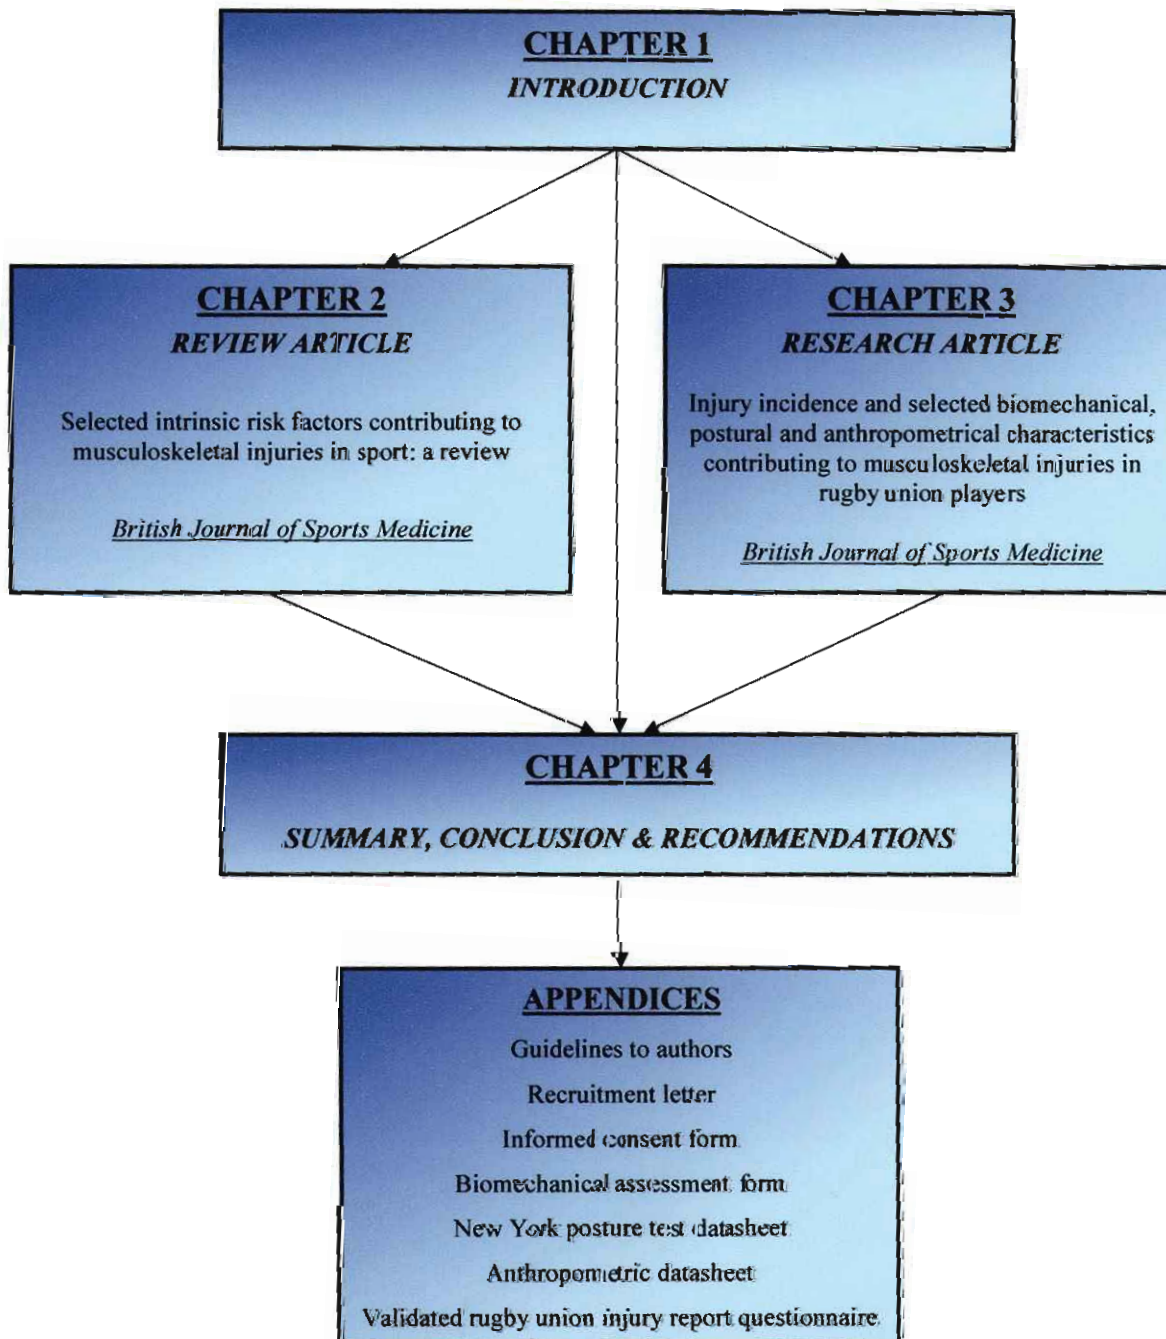 CHAPTER 1
INTRODUCTION
CHAPTER 2
REVIEW ARTICLE
Selected intrinsic risk factors contributing to
musculoskeletal injuries in sport: a review
British Journal of Sports Medicine
CHAPTER 3
RESEARCH ARTICLE
Injury incidence and selected biomechanical,
postural and anthropometrical characteristics
contributing to musculoskeletal injuries in
rugby union players
British Journal of Sports Medicine
CHAPTER 4
SUMMARY, CONCLUSION & RECOMMENDATIONS
APPENDICES
Guidelines to authors
Recruitment letter
Informed consent form
Biomechanical assessment form
New York posture test datasheet
Anthropometric datasheet
Validated rugby union injury report questionnaire